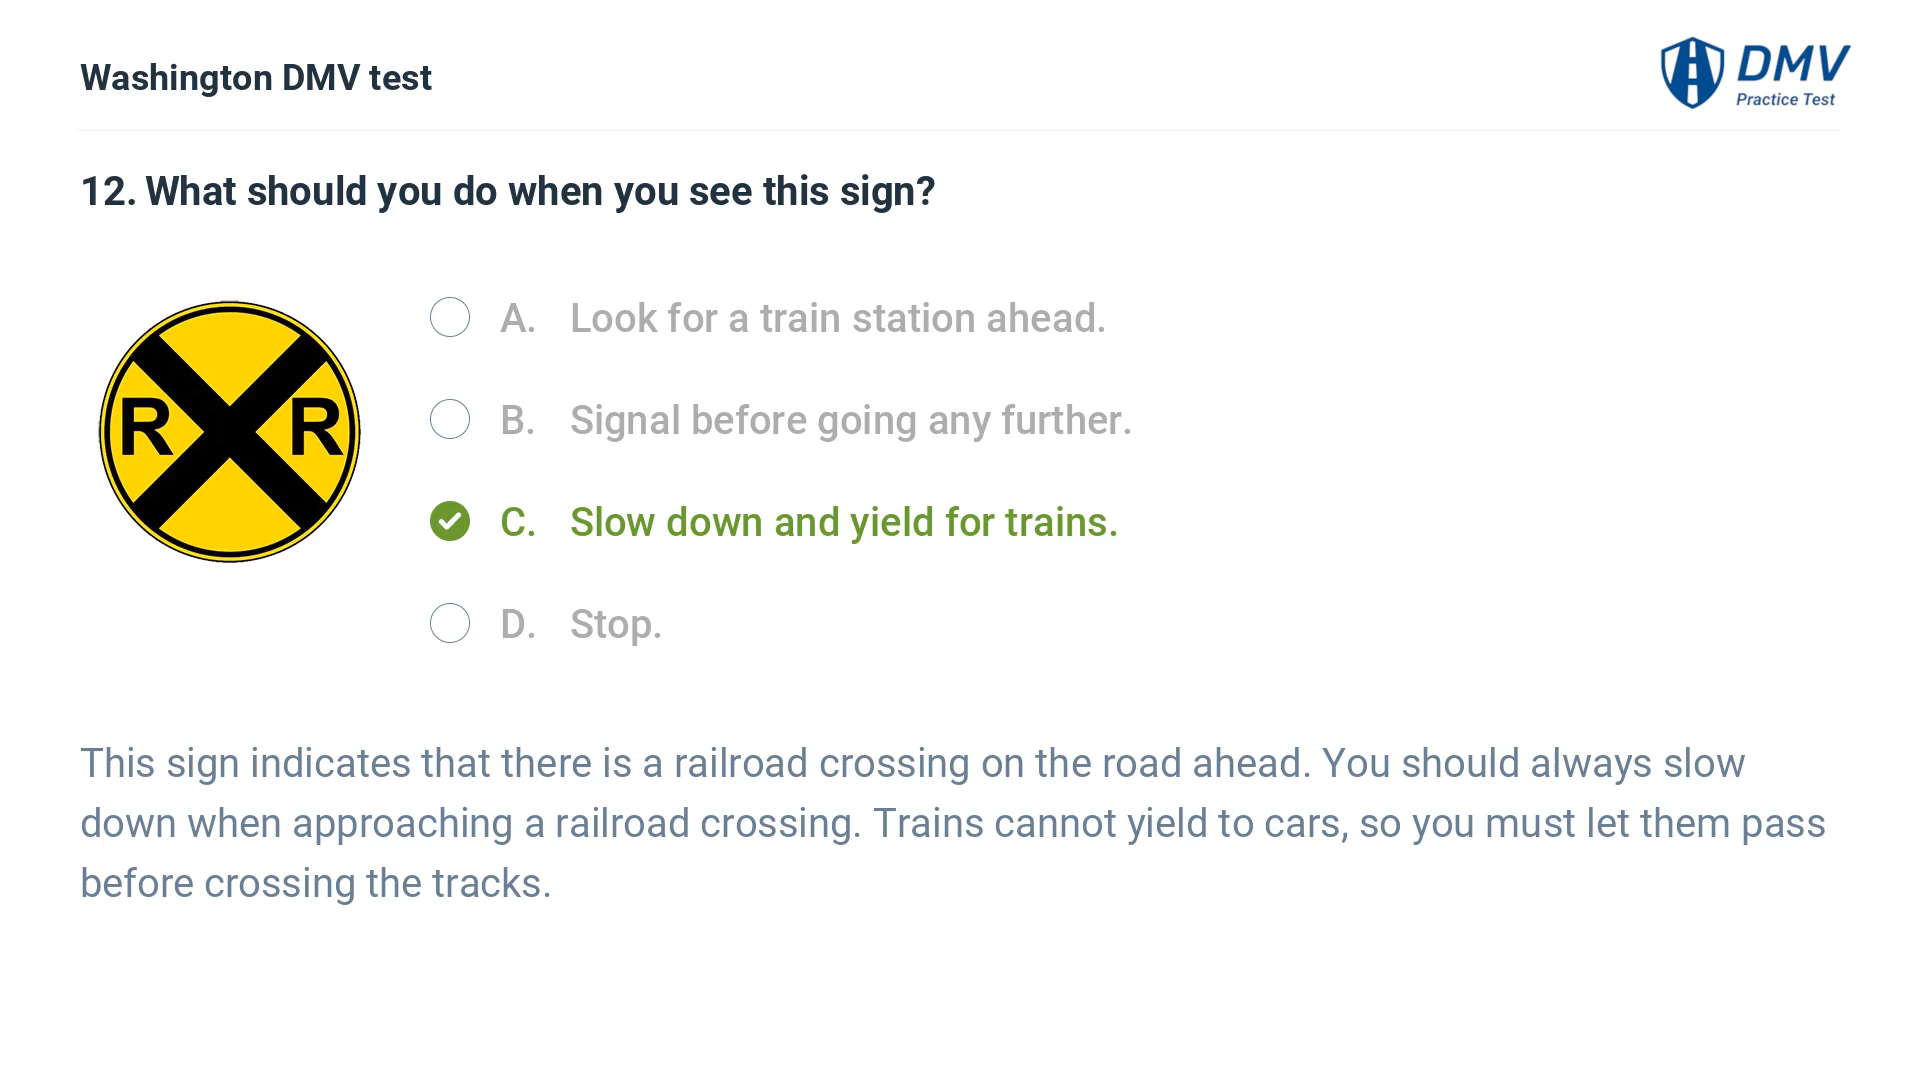 Washington DMV test
DMV
Practice Test
12. What should you do when you see this sign?
R R
A. Look for a train station ahead.
B. Signal before going any further.
C. Slow down and yield for trains.
D. Stop.
This sign indicates that there is a railroad crossing on the road ahead. You should always slow
down when approaching a railroad crossing. Trains cannot yield to cars, so you must let them pass
before crossing the tracks.